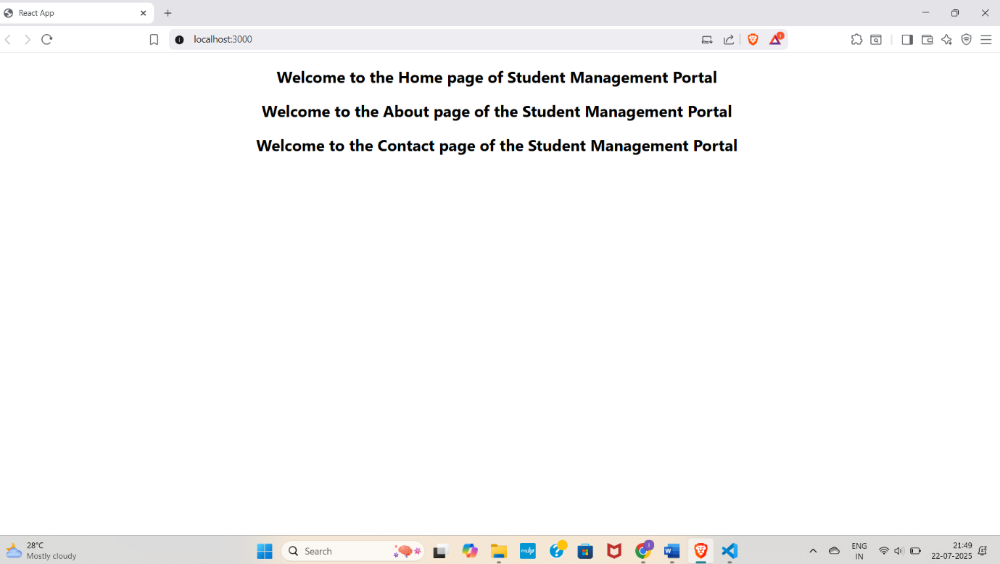 React App
localhost:3000
1
Welcome to the Home page of Student Management Portal
Welcome to the About page of the Student Management Portal
Welcome to the Contact page of the Student Management Portal
28°C
Mostly cloudy
Search
myhp
W
ENG
IN
21:49
22-07-2025